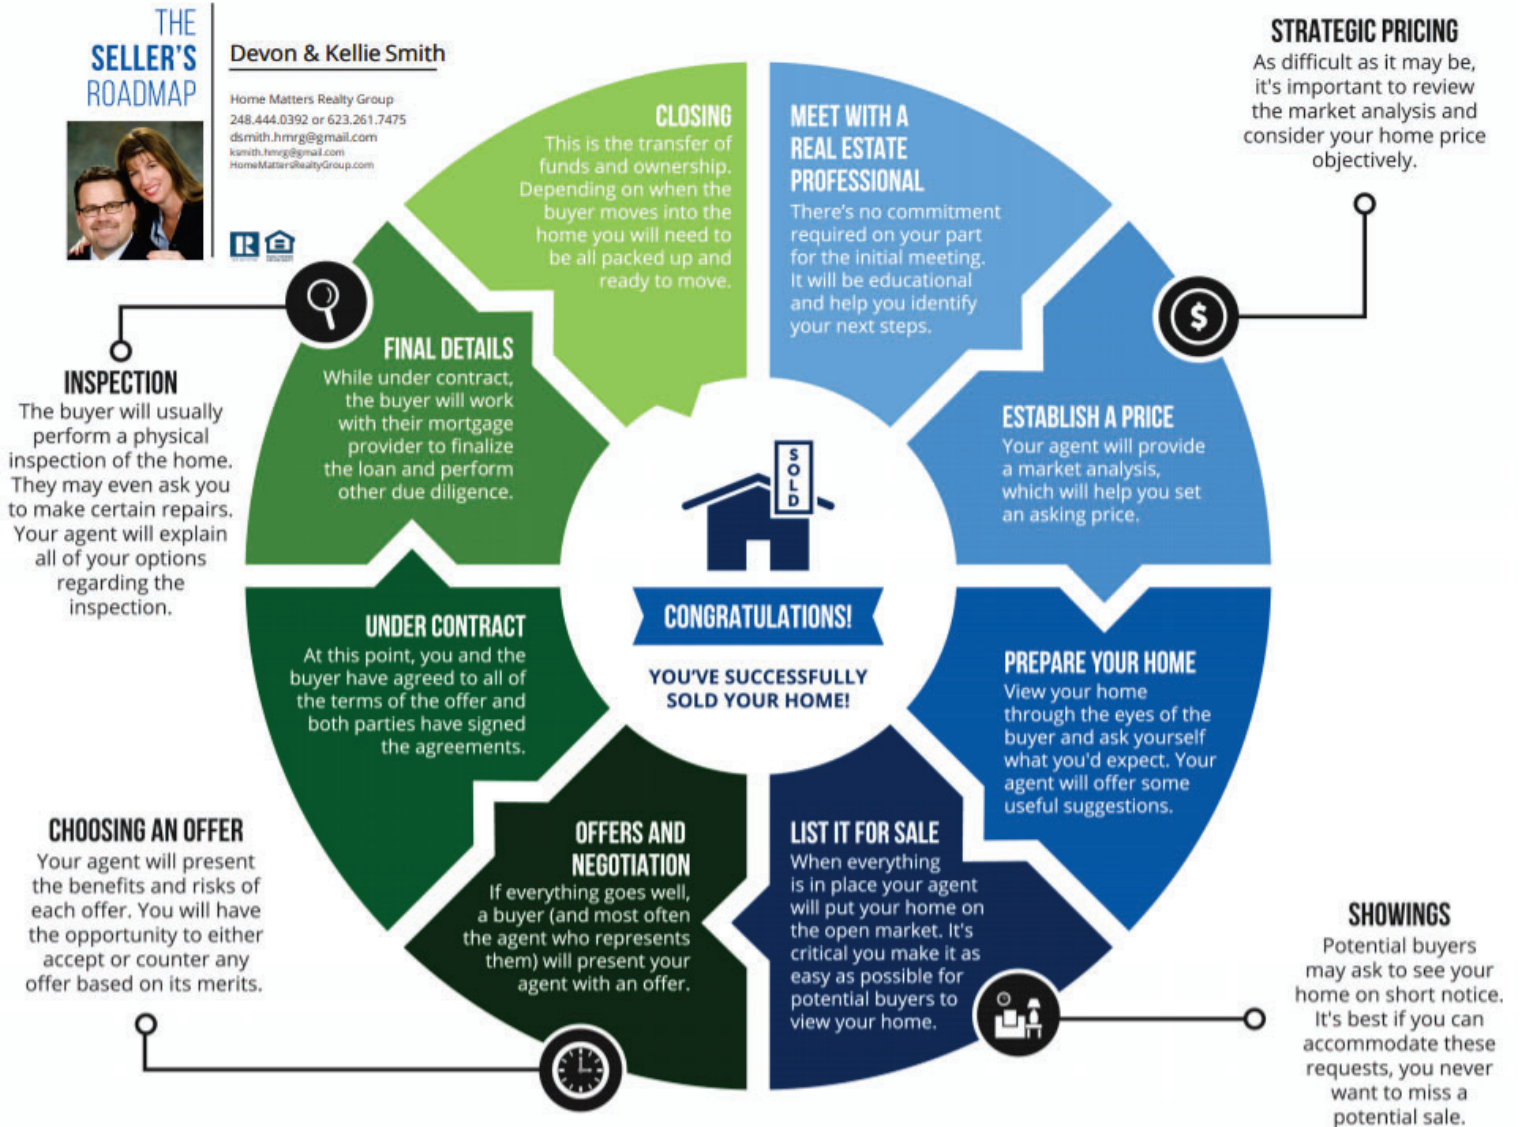 THE
SELLER'S
ROADMAP
Devon & Kellie Smith
Home Matters Realty Group
248.444.0392 or 623.261.7475
dsmith.hmrg@gmail.com
ksmith.hmrg@gmail.com
HomeMattersRealtyGroup.com
R
MEET WITH A
REAL ESTATE
PROFESSIONAL
There's no commitment
required on your part
for the initial meeting.
It will be educational
and help you identify
your next steps.
STRATEGIC PRICING
As difficult as it may be,
it's important to review
the market analysis and
consider your home price
objectively.
$
ESTABLISH A PRICE
Your agent will provide
a market analysis,
which will help you set
an asking price.
PREPARE YOUR HOME
View your home
through the eyes of the
buyer and ask yourself
what you'd expect. Your
agent will offer some
useful suggestions.
LIST IT FOR SALE
When everything
is in place your agent
will put your home on
the open market. It's
critical you make it as
easy as possible for
potential buyers to
view your home.
SHOWINGS
Potential buyers
may ask to see your
home on short notice.
It's best if you can
accommodate these
requests, you never
want to miss a
potential sale.
OFFERS AND
NEGOTIATION
If everything goes well,
a buyer (and most often
the agent who represents
them) will present your
agent with an offer.
CHOOSING AN OFFER
Your agent will present
the benefits and risks of
each offer. You will have
the opportunity to either
accept or counter any
offer based on its merits.
UNDER CONTRACT
At this point, you and the
buyer have agreed to all of
the terms of the offer and
both parties have signed
the agreements.
FINAL DETAILS
While under contract,
the buyer will work
with their mortgage
provider to finalize
the loan and perform
other due diligence.
INSPECTION
The buyer will usually
perform a physical
inspection of the home.
They may even ask you
to make certain repairs.
Your agent will explain
all of your options
regarding the
inspection.
CLOSING
This is the transfer of
funds and ownership.
Depending on when the
buyer moves into the
home you will need to
be all packed up and
ready to move.
SOLD
CONGRATULATIONS!
YOU'VE SUCCESSFULLY
SOLD YOUR HOME!